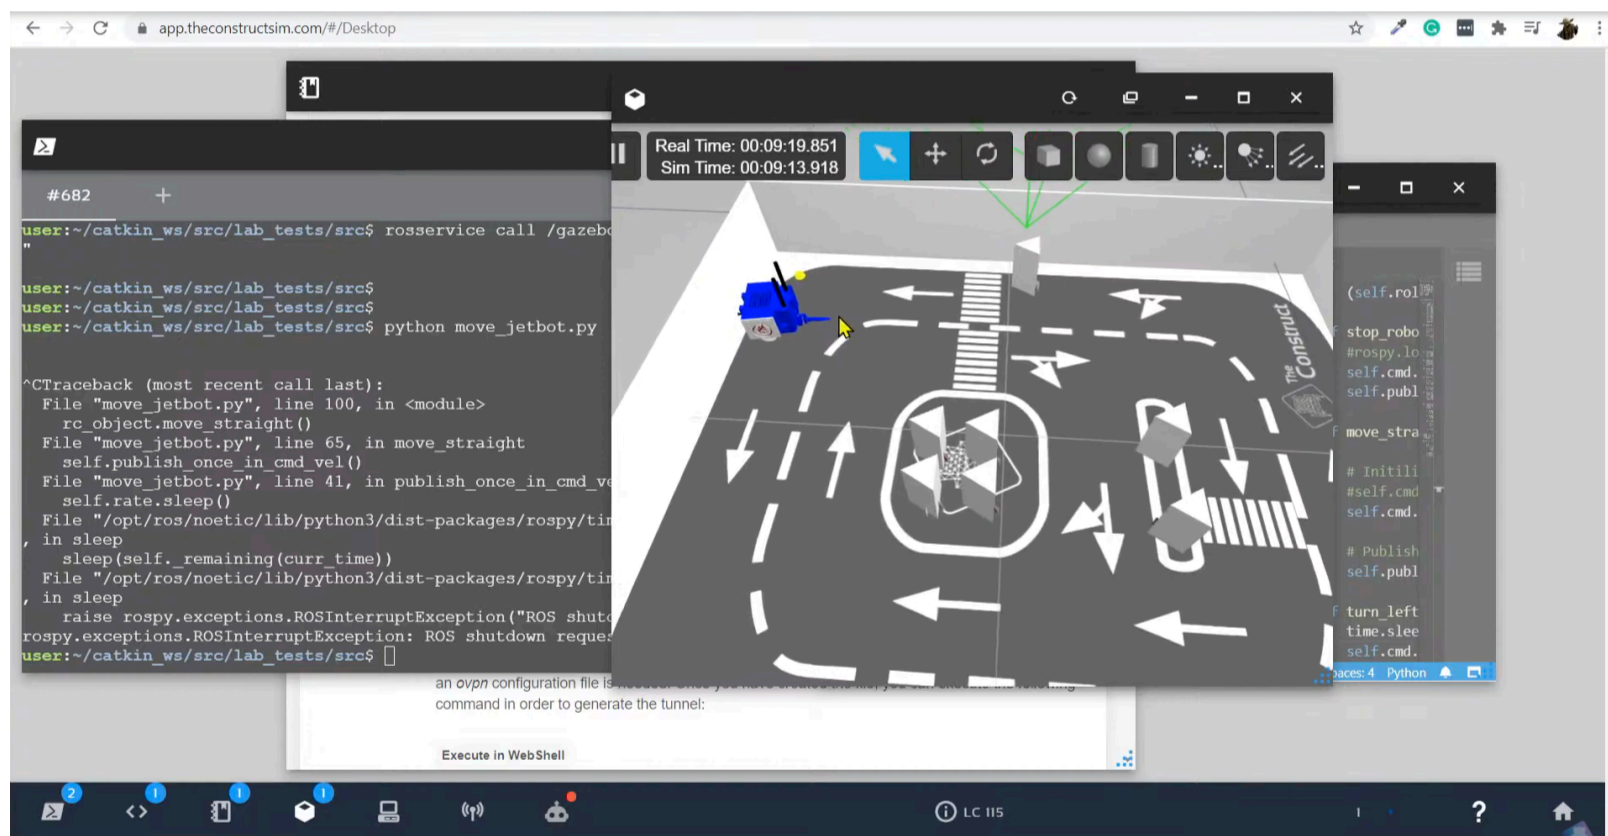 app.theconstructsim.com/#/Desktop
#682
user:~/catkin_ws/src/lab_tests/src$ rosservice call /gazebo
"
user:~/catkin_ws/src/lab_tests/src$
user:~/catkin_ws/src/lab_tests/src$
user:~/catkin_ws/src/lab_tests/src$ python move_jetbot.py
^CTraceback (most recent call last):
File "move_jetbot.py", line 100, in <module>
rc_object.move_straight()
File "move_jetbot.py", line 65, in move_straight
self.publish_once_in_cmd_vel()
File "move_jetbot.py", line 41, in publish_once_in_cmd_ve
self.rate.sleep()
File "/opt/ros/noetic/lib/python3/dist-packages/rospy/tim
, in sleep
sleep(self._remaining(curr_time))
File "/opt/ros/noetic/lib/python3/dist-packages/rospy/tim
, in sleep
raise rospy.exceptions.ROSInterruptException("ROS shutd
rospy.exceptions.ROSInterruptException: ROS shutdown reques
user:~/catkin_ws/src/lab_tests/src$
Real Time: 00:09:19.851
Sim Time: 00:09:13.918
The Construct
(self.rol
stop_robo
#rospy.lo
self.cmd.
self.publ
move_stra
# Initili
#self.cmd
self.cmd.
# Publish
self.publ
turn_left
time.slee
self.cmd.
paces: 4 Python
an ovpn configuration file is
command in order to generate the tunnel:
Execute in WebShell
2
1
1
1
LC 115
1
?